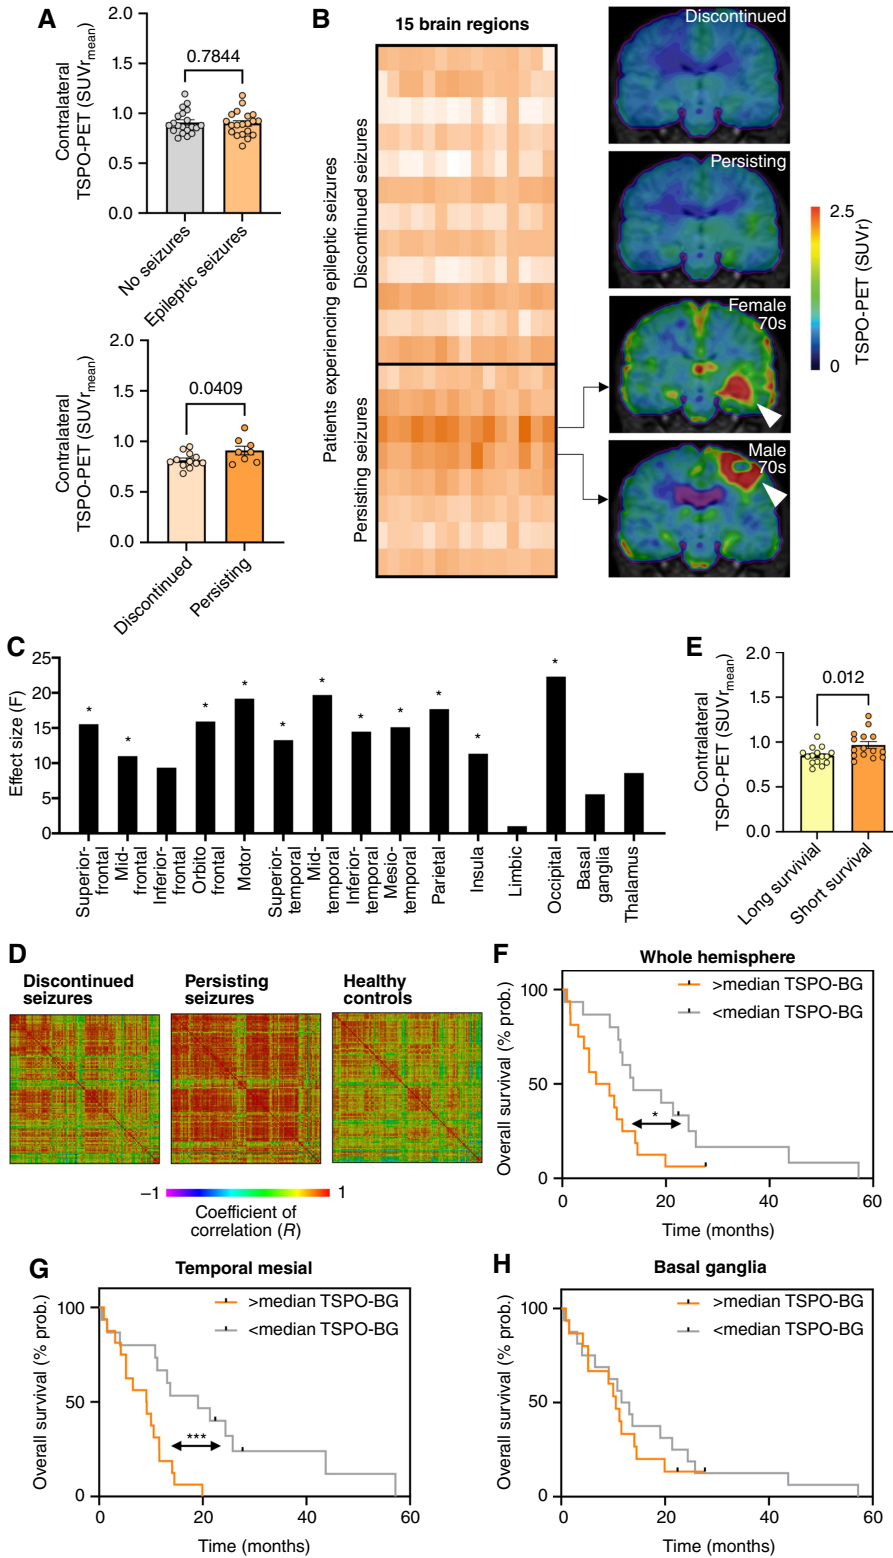 A
Contralateral
TSPO-PET (SUVr mean)
2.0
1.5
1.0
0.5
0.0
0.7844
No seizures
Epileptic seizures
Contralateral
TSPO-PET (SUVr mean)
2.0
1.5
1.0
0.5
0.0
0.0409
Discontinued
Persisting
B
15 brain regions
Patients experiencing epileptic seizures
Discontinued seizures
Persisting seizures
Discontinued
Persisting
Female
70s
Male
70s
2.5
0
TSPO-PET (SUVr)
C
Effect size (F)
25
20
15
10
5
0
* * * * * * * * * * *
Superior-
frontal
Mid-
frontal
Inferior-
frontal
Orbito
frontal
Motor
Superior-
temporal
Mid-
temporal
Inferior-
temporal
Mesio-
temporal
Parietal
Insula
Limbic
Occipital
Basal
ganglia
Thalamus
E
Contralateral
TSPO-PET (SUVr mean)
2.0
1.5
1.0
0.5
0.0
0.012
Long survivial
Short survival
D
Discontinued
seizures
Persisting
seizures
Healthy
controls
−1
1
Coefficient of
correlation (R)
F
Whole hemisphere
>median TSPO-BG
<median TSPO-BG
Overall survival (% prob.)
100
50
0
*
0 20 40 60
Time (months)
G
Temporal mesial
>median TSPO-BG
<median TSPO-BG
Overall survival (% prob.)
100
50
0
***
0 20 40 60
Time (months)
H
Basal ganglia
>median TSPO-BG
<median TSPO-BG
Overall survival (% prob.)
100
50
0
0 20 40 60
Time (months)